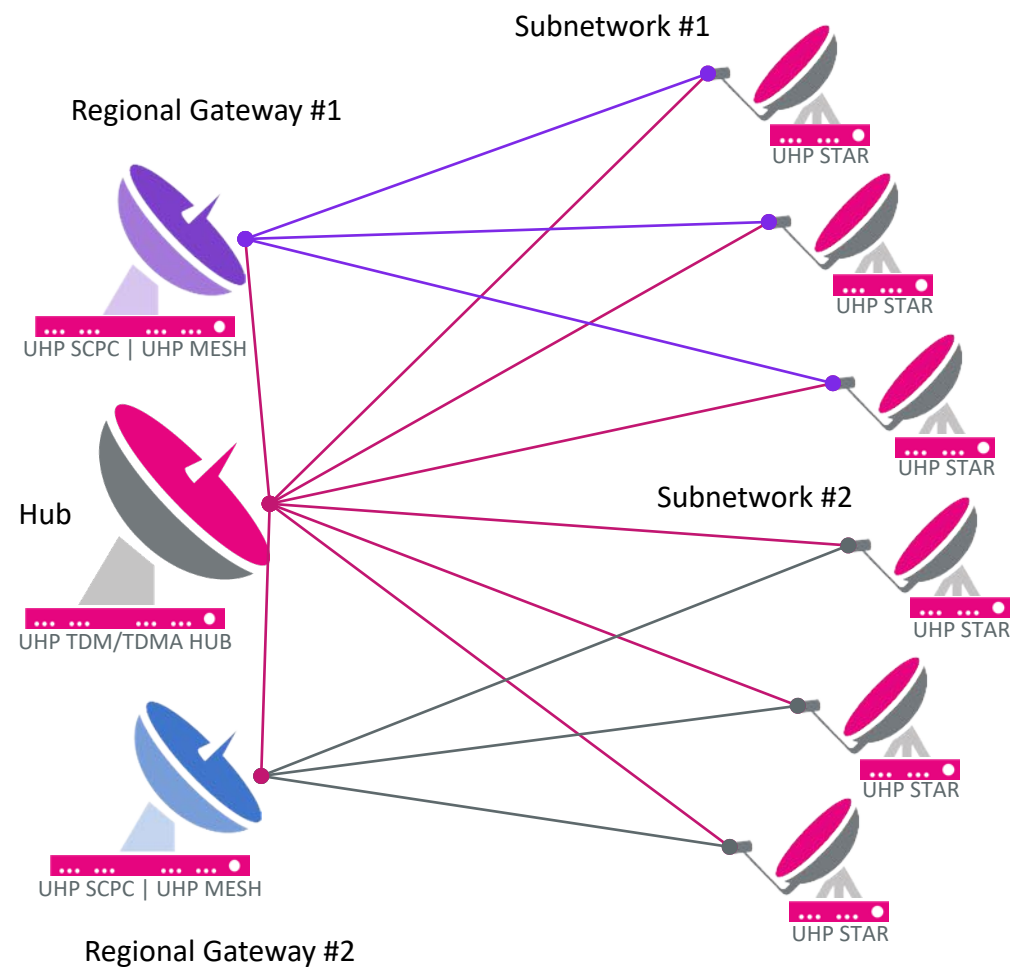 Subnetwork #1
Regional Gateway #1
UHP STAR
UHP STAR
UHP SCPC | UHP MESH
UHP STAR
Subnetwork #2
Hub
UHP TDM/TDMA HUB
UHP STAR
UHP STAR
UHP SCPC | UHP MESH
UHP STAR
Regional Gateway #2